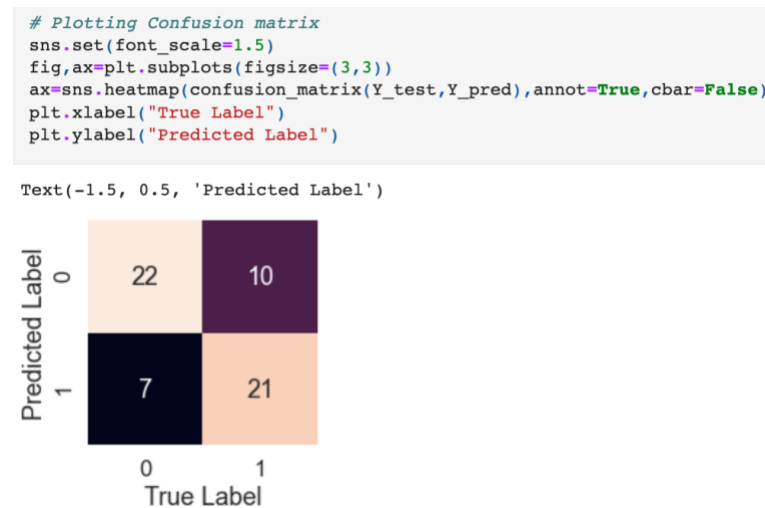 # Plotting Confusion matrix
sns.set(font_scale=1.5)
fig,ax=plt.subplots(figsize=(3,3))
ax=sns.heatmap(confusion_matrix(Y_test,Y_pred),annot=True,cbar=False)
plt.xlabel("True Label")
plt.ylabel("Predicted Label")
Text(-1.5, 0.5, 'Predicted Label')
Predicted Label
0
22
10
1
7
21
0
1
True Label